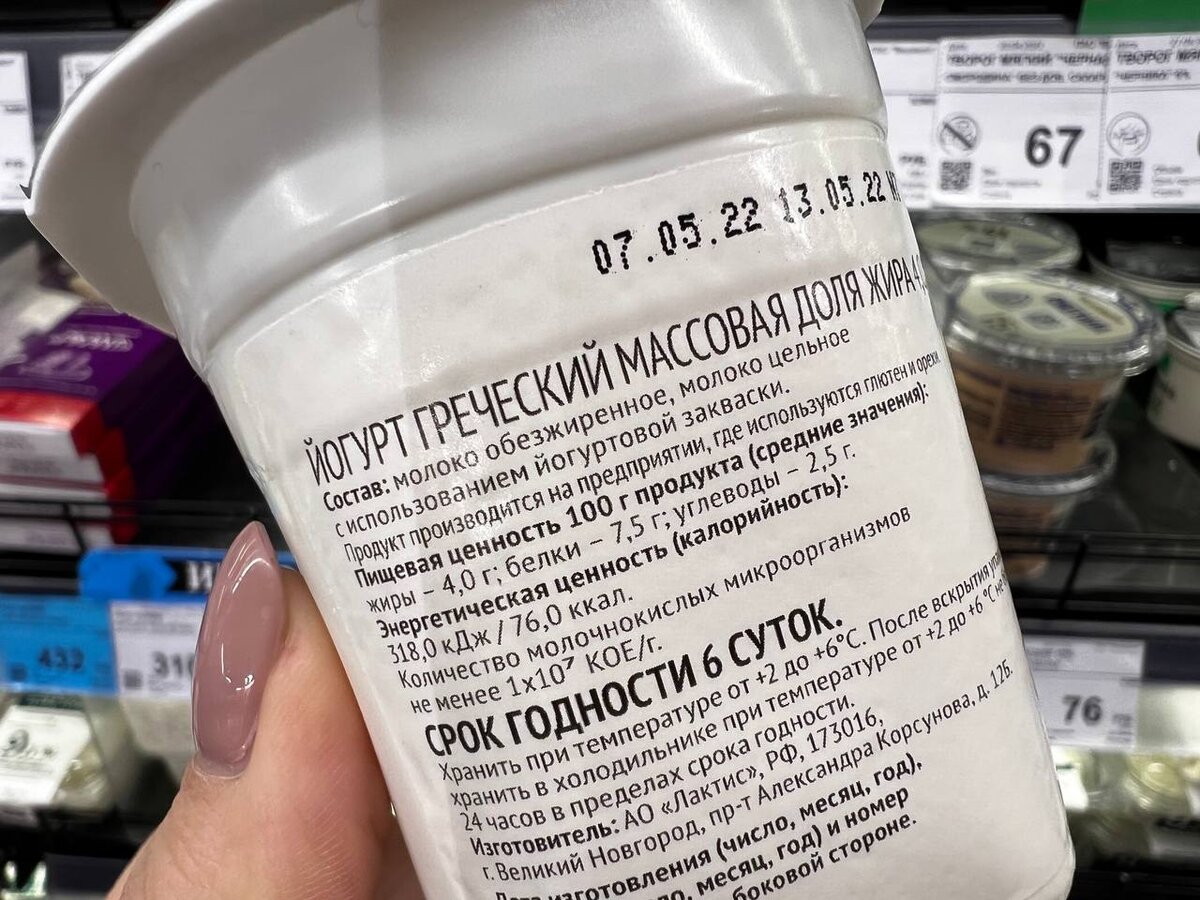 07.05.22 13.05.22
ЙОГУРТ ГРЕЧЕСКИЙ МАССОВАЯ ДОЛЯ ЖИРА 4,
Состав: молоко обезжиренное, молоко цельное
с использованием йогуртовой закваски.
Продукт производится на предприятии, где используются глютен и орехи.
Пищевая ценность 100 г продукта (средние значения):
жиры – 4,0 г; белки – 7,5 г; углеводы – 2,5 г.
Энергетическая ценность (калорийность):
318,0 кДж / 76,0 ккал.
Количество молочнокислых микроорганизмов
не менее 1х10⁷ КОЕ/г.
СРОК ГОДНОСТИ 6 СУТОК.
Хранить при температуре от +2 до +6°С. После вскрытия
хранить в холодильнике при температуре от +2 до +6 °С не
24 часов в пределах срока годности.
Изготовитель: АО «Лактис», РФ, 173016,
г. Великий Новгород, пр-т Александра Корсунова, д. 12б.
Дата изготовления (число, месяц, год),
месяц, год) и номер
боковой стороне.
67
432
310
76